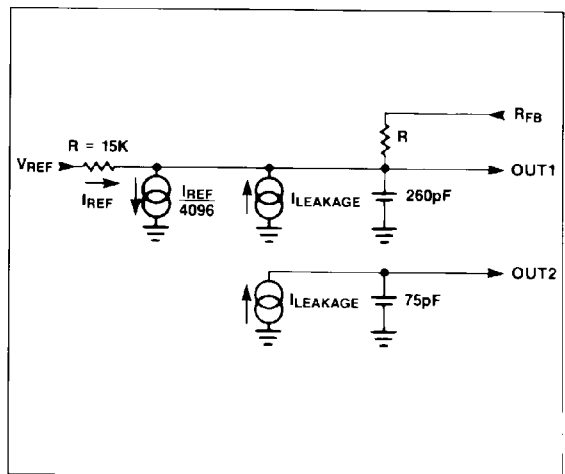 RFB
R
R = 15K
VREF
OUT1
IREF
IREF
4096
ILEAKAGE
260pF
OUT2
ILEAKAGE
75pF